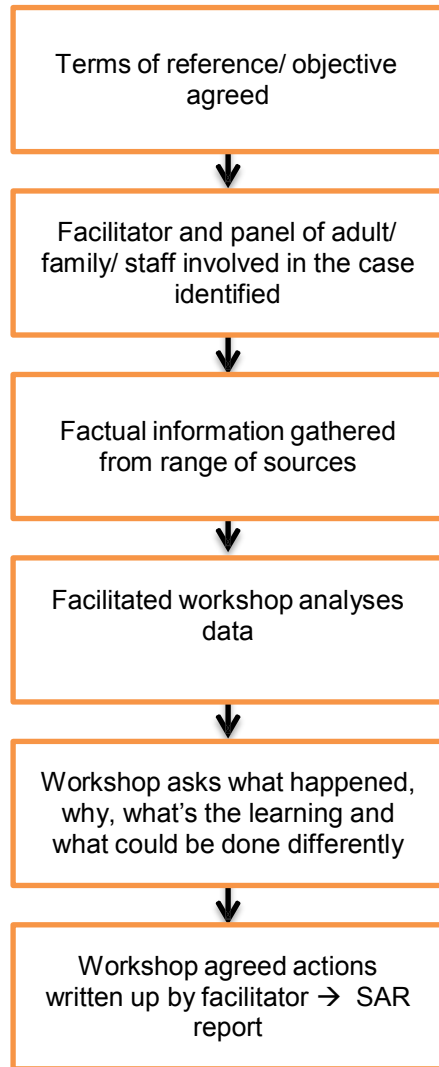 Terms of reference/ objective
agreed
Facilitator and panel of adult/
family/ staff involved in the case
identified
Factual information gathered
from range of sources
Facilitated workshop analyses
data
Workshop asks what happened,
why, what’s the learning and
what could be done differently
Workshop agreed actions
written up by facilitator → SAR
report